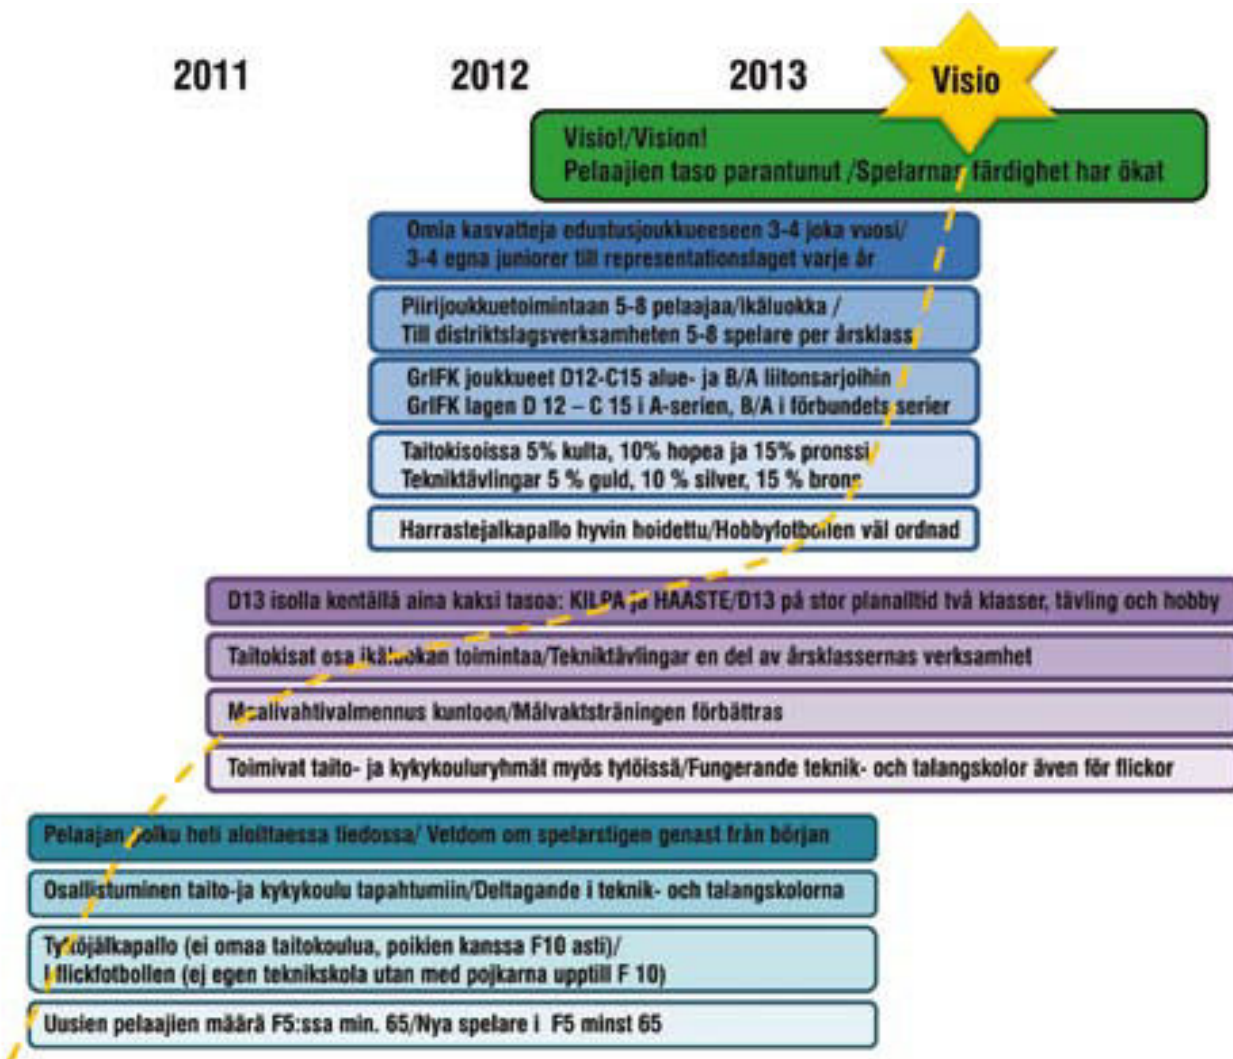 2011 2012 2013 Visio
Visio!/Vision!
Pelaajien taso parantunut /Spelarnas färdighet har ökat
Omia kasvatteja edustusjoukkueeseen 3-4 joka vuosi/
3-4 egna juniorer till representationslaget varje år
Piirijoukkuetoimintaan 5-8 pelaajaa/ikäluokka /
Till distriktslagsverksamheten 5-8 spelare per årsklass
GrIFK joukkueet D12-C15 alue- ja B/A liitonsarjoihin
GrIFK lagen D 12 – C 15 i A-serien, B/A i förbundets serier
Taitokisoissa 5% kulta, 10% hopea ja 15% pronssi
Tekniktävlingar 5 % guld, 10 % silver, 15 % brons
Harrastejalkapallo hyvin hoidettu/Hobbyfotbollen väl ordnad
D13 isolla kentällä aina kaksi tasoa: KILPA ja HAASTE/D13 på stor planalltid två klasser, tävling och hobby
Taitokisat osa ikäluokan toimintaa/Tekniktävlingar en del av årsklassernas verksamhet
Maalivahtivalmennus kuntoon/Målvaktsträningen förbättras
Toimivat taito- ja kykykouluryhmät myös tytöissä/Fungerande teknik- och talangskolor även för flickor
Pelaajan polku heti aloittaessa tiedossa/ Vetdom om spelarstigen genast från början
Osallistuminen taito-ja kykykoulu tapahtumiin/Deltagande i teknik- och talangskolorna
Tyttöjälkapallo (ei omaa taitokoulua, poikien kanssa F10 asti)/
I flickfotbollen (ej egen teknikskola utan med pojkarna upptill F 10)
Uusien pelaajien määrä F5:ssa min. 65/Nya spelare i F5 minst 65